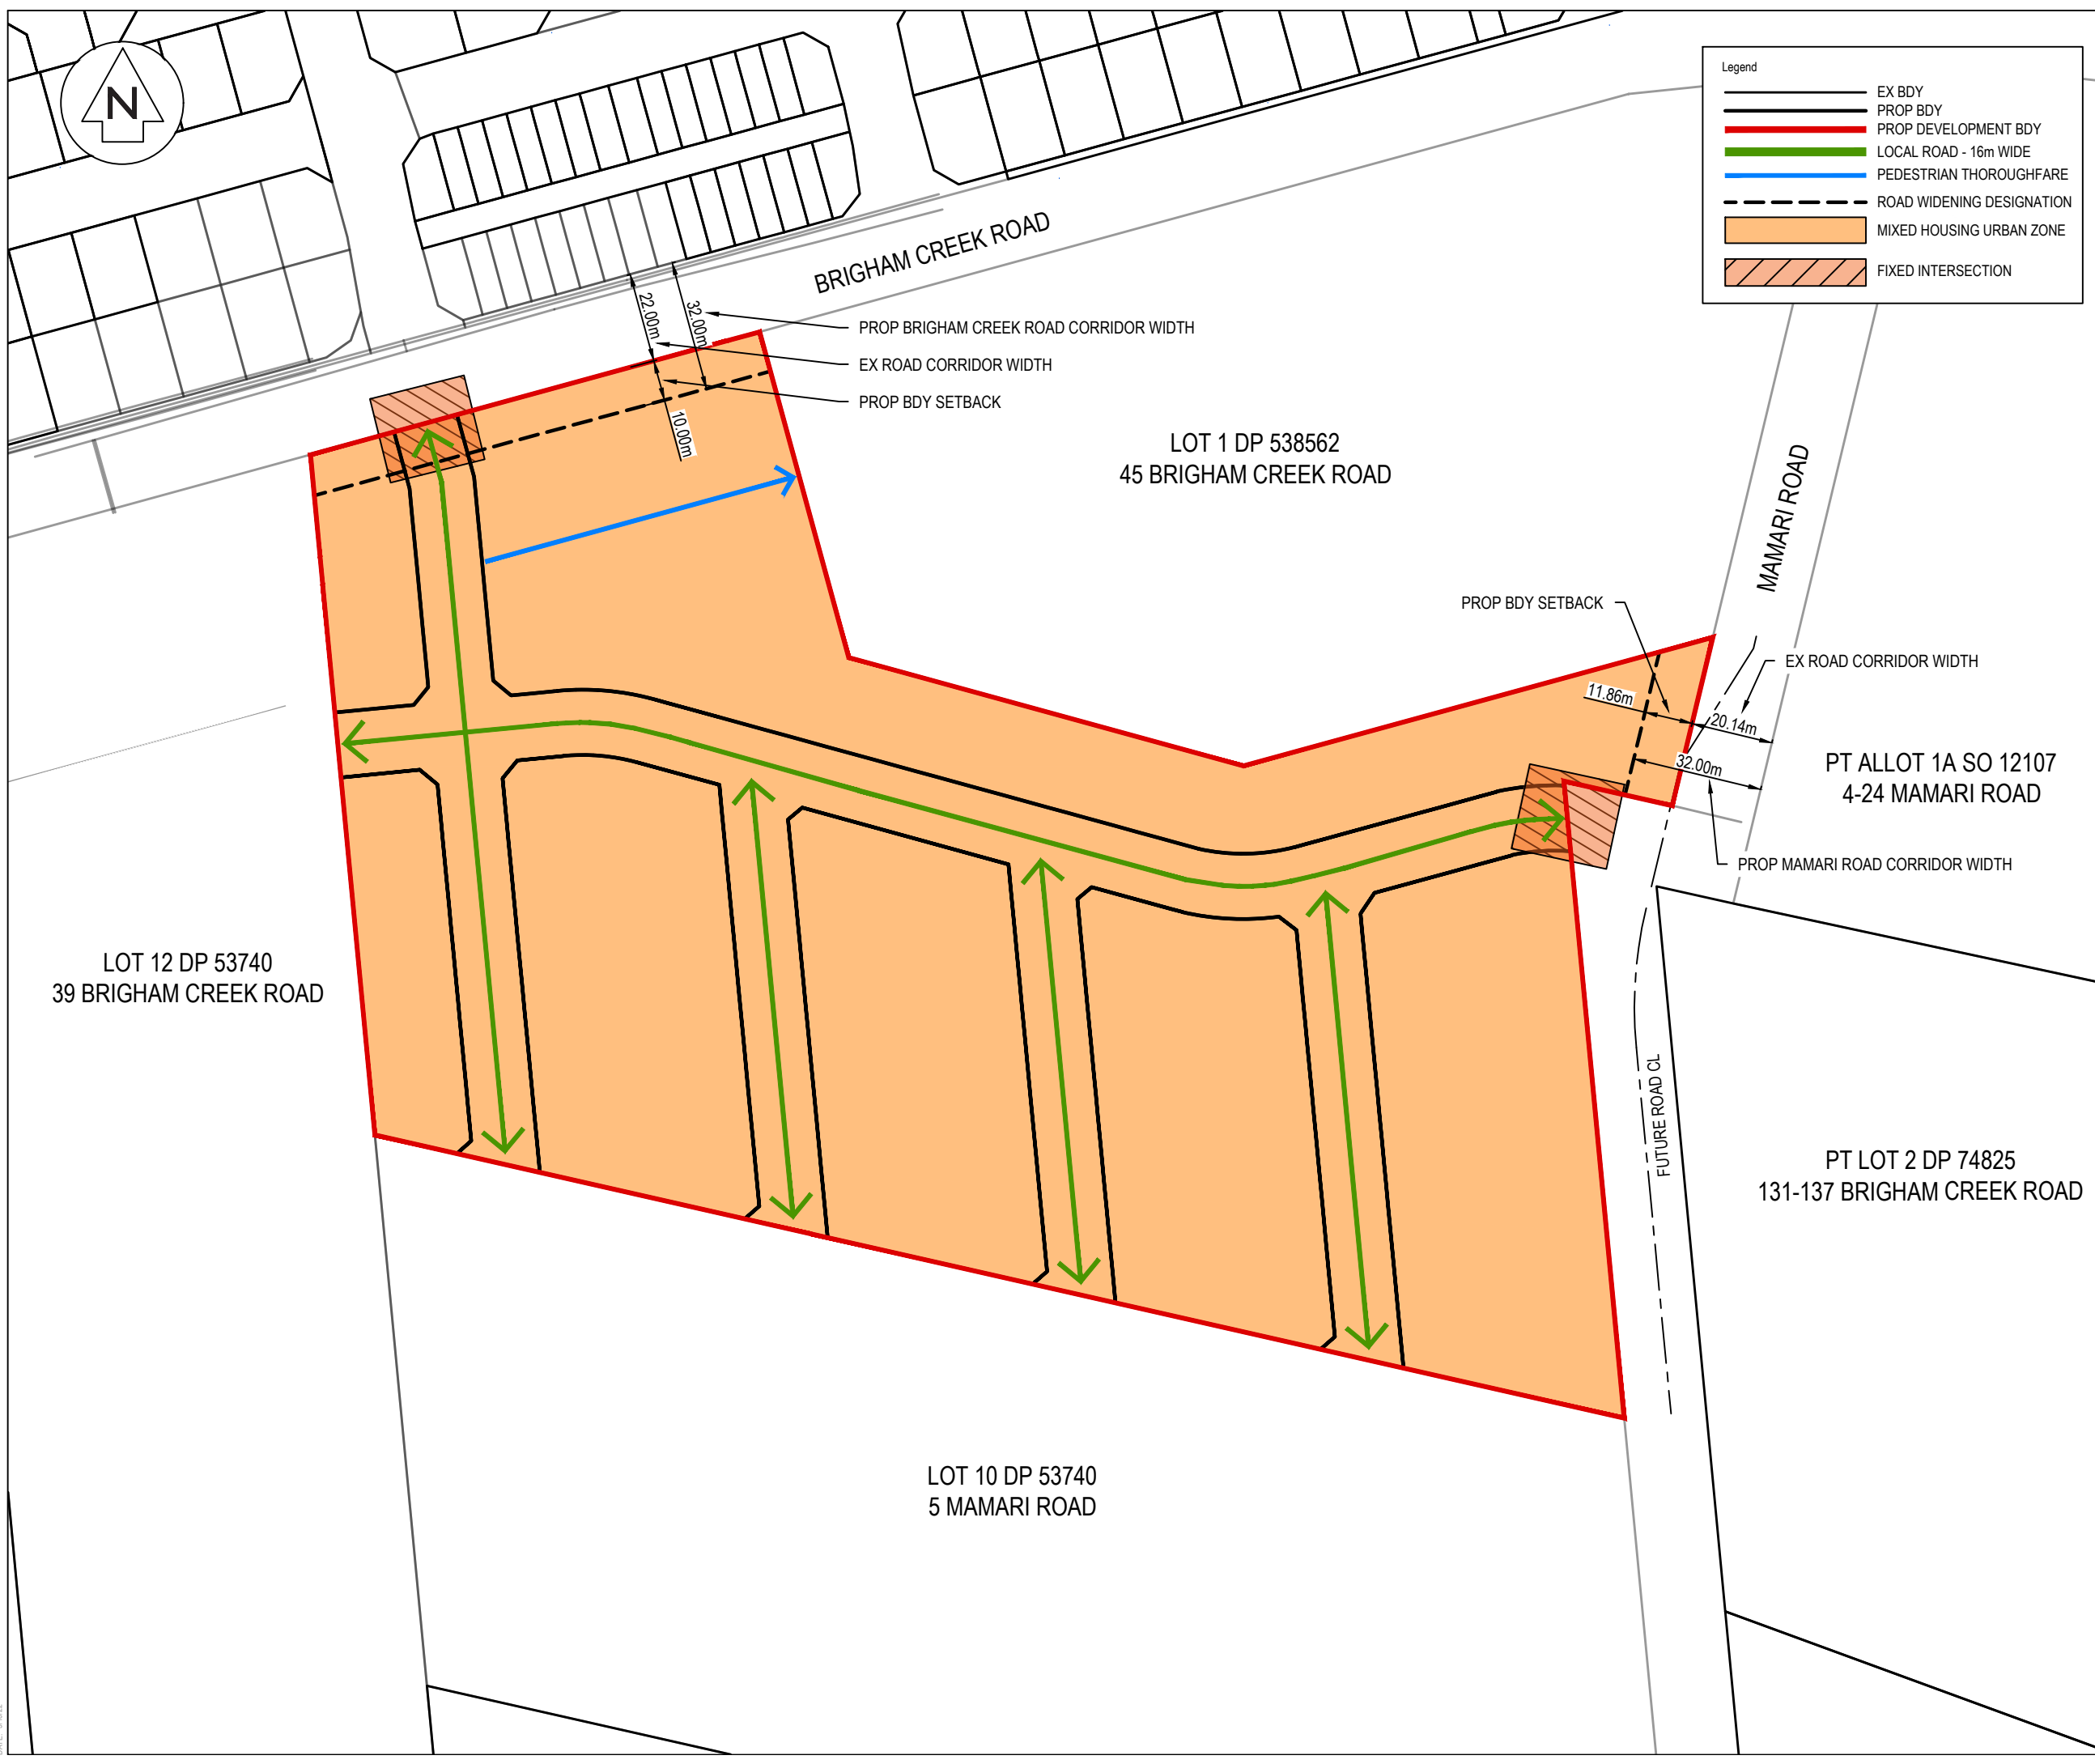 N
Legend
EX BDY
PROP BDY
PROP DEVELOPMENT BDY
LOCAL ROAD - 16m WIDE
PEDESTRIAN THOROUGHFARE
ROAD WIDENING DESIGNATION
MIXED HOUSING URBAN ZONE
FIXED INTERSECTION
BRIGHAM CREEK ROAD
22.00m
32.00m
PROP BRIGHAM CREEK ROAD CORRIDOR WIDTH
EX ROAD CORRIDOR WIDTH
PROP BDY SETBACK
10.00m
LOT 1 DP 538562
45 BRIGHAM CREEK ROAD
MAMARI ROAD
PROP BDY SETBACK
EX ROAD CORRIDOR WIDTH
11.86m
20.14m
32.00m
PT ALLOT 1A SO 12107
4-24 MAMARI ROAD
PROP MAMARI ROAD CORRIDOR WIDTH
LOT 12 DP 53740
39 BRIGHAM CREEK ROAD
FUTURE ROAD CL
PT LOT 2 DP 74825
131-137 BRIGHAM CREEK ROAD
LOT 10 DP 53740
5 MAMARI ROAD